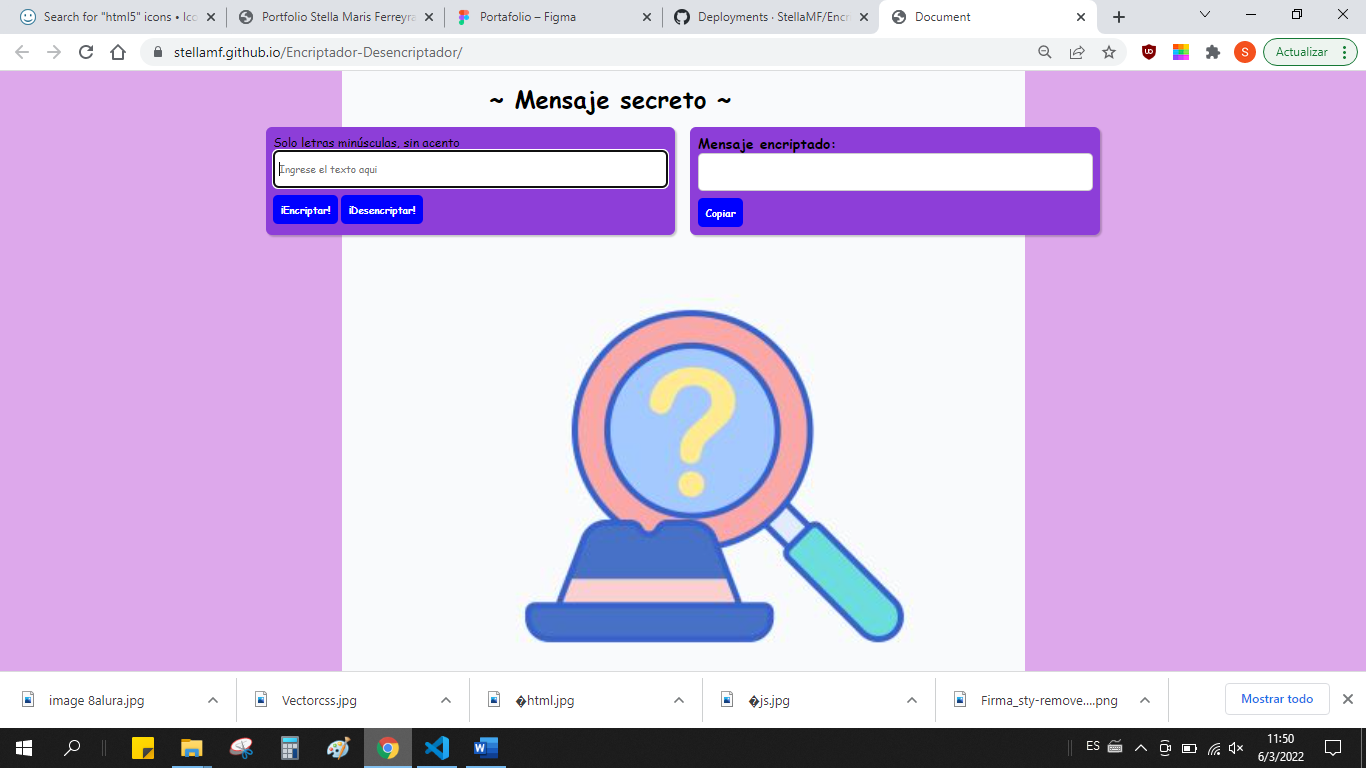 Search for "html5" icons • Ico
Portfolio Stella Maris Ferreyra
Portafolio – Figma
Deployments · StellaMF/Encr
Document
stellamf.github.io/Encriptador-Desencriptador/
S
Actualizar
~ Mensaje secreto ~
Solo letras minúsculas, sin acento
Ingrese el texto aqui
¡Encriptar!
¡Desencriptar!
Mensaje encriptado:
Copiar
?
image 8alura.jpg
Vectorcss.jpg
�html.jpg
�js.jpg
Firma_sty-remove....png
Mostrar todo
ES
11:50
6/3/2022